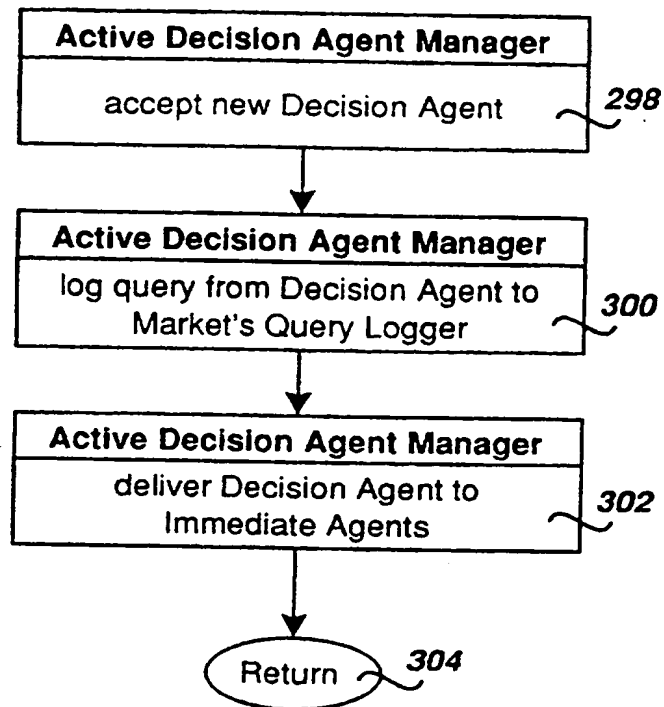 Active Decision Agent Manager
accept new Decision Agent
298
Active Decision Agent Manager
log query from Decision Agent to
Market's Query Logger
300
Active Decision Agent Manager
deliver Decision Agent to
Immediate Agents
302
Return
304